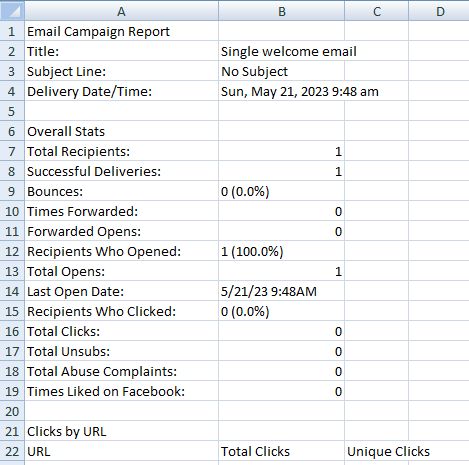 A B C D
1 Email Campaign Report
2 Title: Single welcome email
3 Subject Line: No Subject
4 Delivery Date/Time: Sun, May 21, 2023 9:48 am
5
6 Overall Stats
7 Total Recipients: 1
8 Successful Deliveries: 1
9 Bounces: 0 (0.0%)
10 Times Forwarded: 0
11 Forwarded Opens: 0
12 Recipients Who Opened: 1 (100.0%)
13 Total Opens: 1
14 Last Open Date: 5/21/23 9:48AM
15 Recipients Who Clicked: 0 (0.0%)
16 Total Clicks: 0
17 Total Unsubs: 0
18 Total Abuse Complaints: 0
19 Times Liked on Facebook: 0
20
21 Clicks by URL
22 URL Total Clicks Unique Clicks